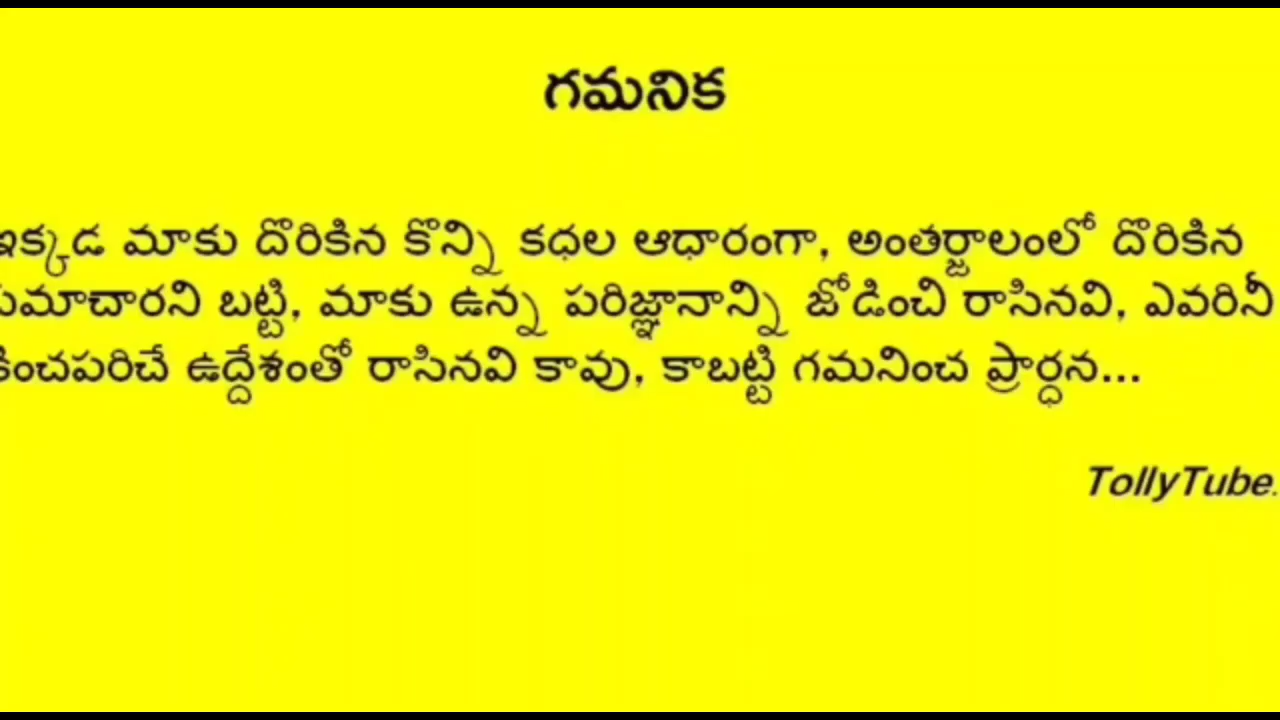 గమనిక
ఇక్కడ మాకు దొరికిన కొన్ని కధల ఆధారంగా, అంతర్జాలంలో దొరికిన
సమాచారని బట్టి, మాకు ఉన్న పరిజ్ఞానాన్ని జోడించి రాసినవి, ఎవరినీ
కించపరిచే ఉద్దేశంతో రాసినవి కావు, కాబట్టి గమనించ ప్రార్ధన...
TollyTube.